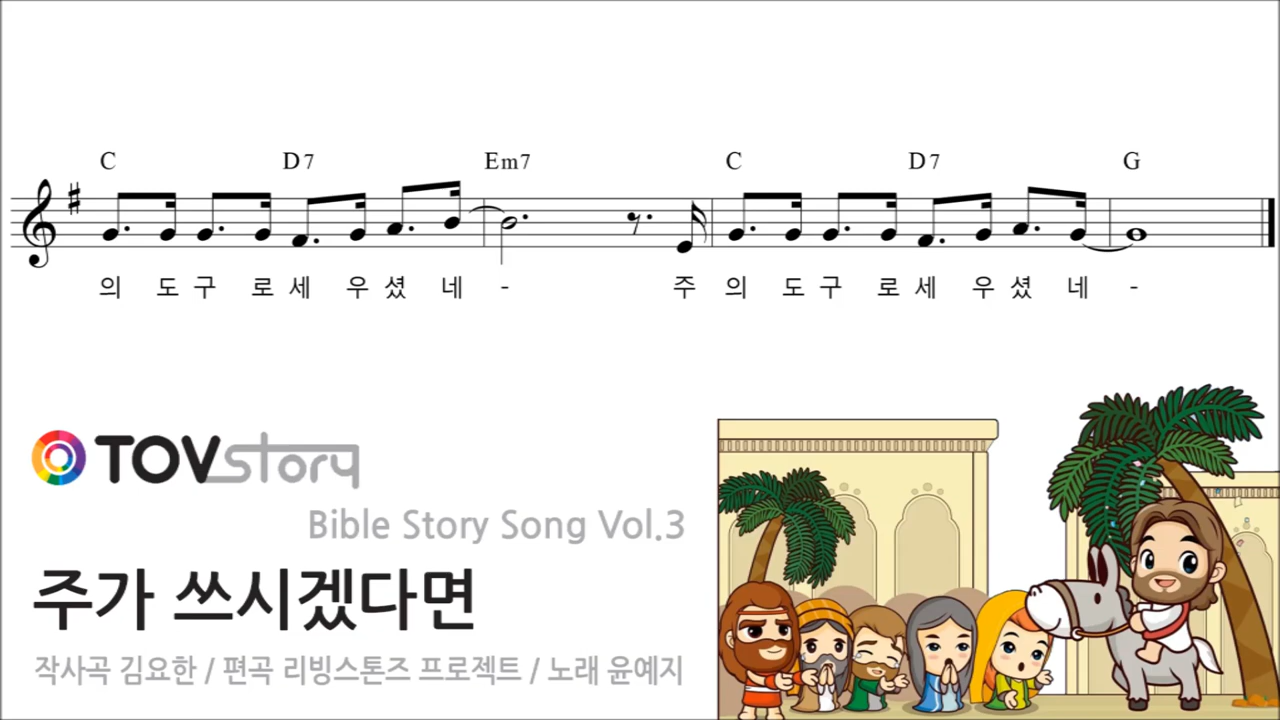 C D7 Em7 C D7 G
의 도 구 로 세 우 셨 네 - 주 의 도 구 로 세 우 셨 네 -
TOVstory
Bible Story Song Vol.3
주가 쓰시겠다면
작사곡 김요한 / 편곡 리빙스톤즈 프로젝트 / 노래 윤예지